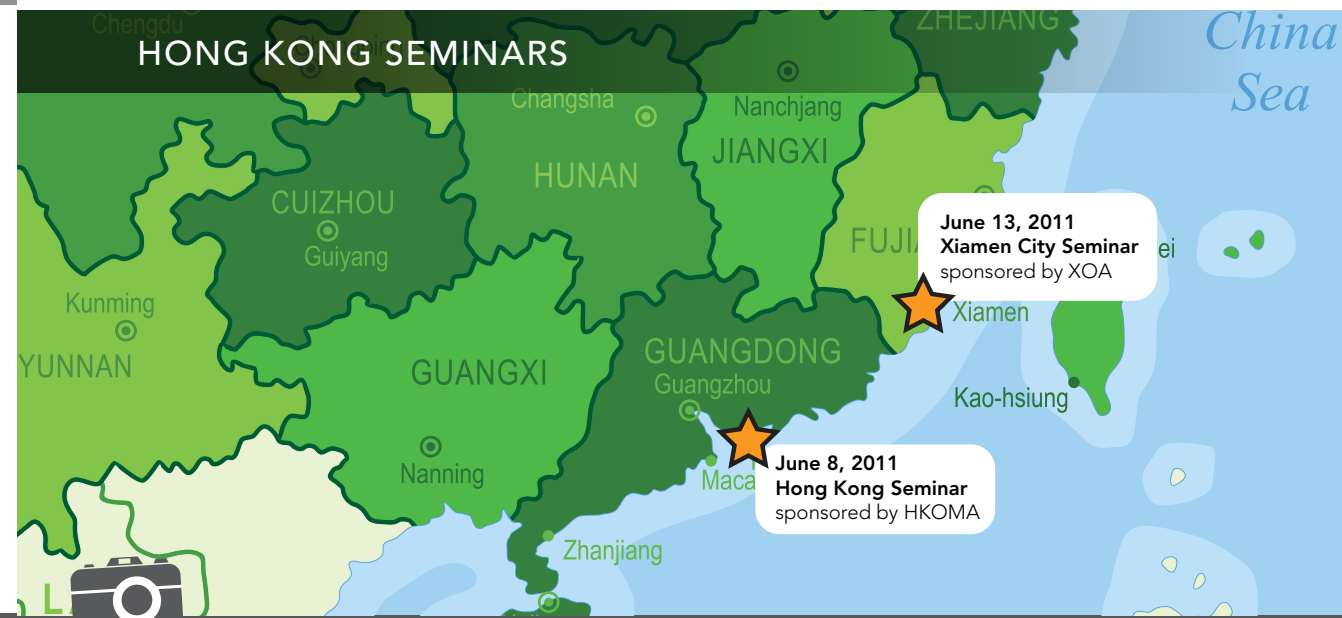 Chengdu
HONG KONG SEMINARS
ZHEJIANG
China
Sea
Changsha
Nanchjang
JIANGXI
HUNAN
CUIZHOU
Guiyang
June 13, 2011
Xiamen City Seminar
sponsored by XOA
Kunming
Xiamen
YUNNAN
GUANGXI
GUANGDONG
Guangzhou
Kao-hsiung
Nanning
June 8, 2011
Hong Kong Seminar
sponsored by HKOMA
Zhanjiang